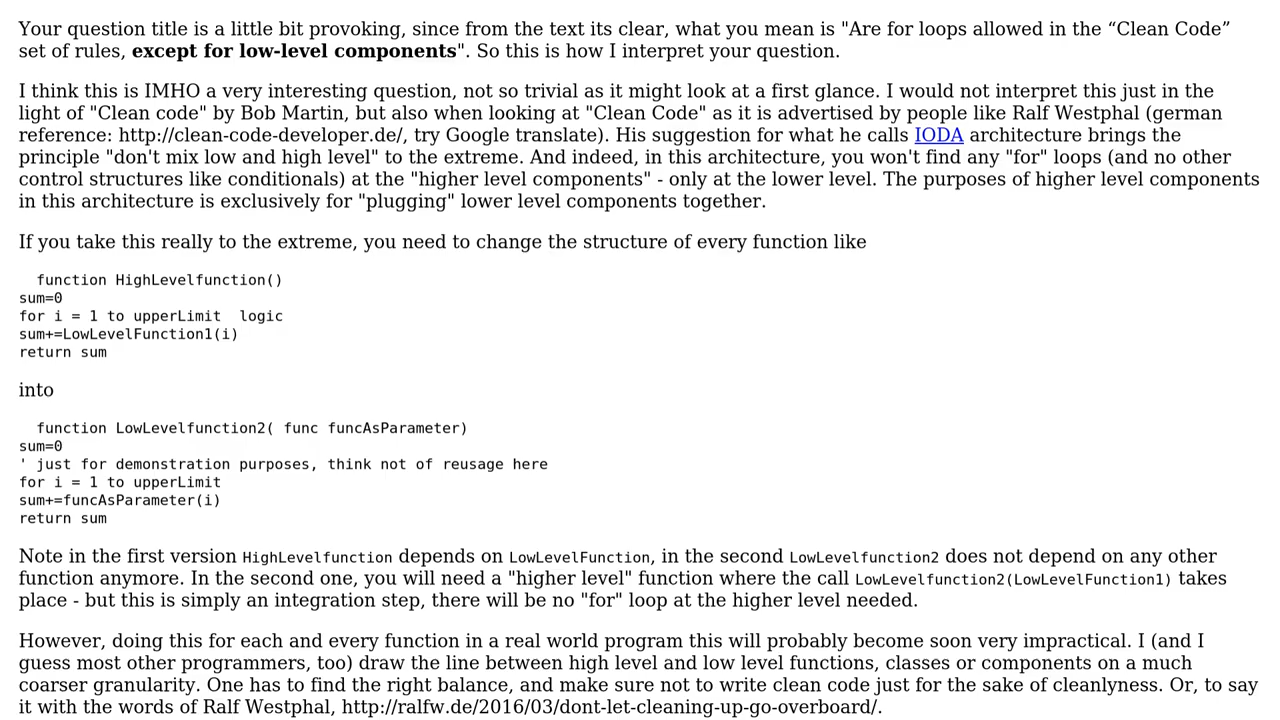 Your question title is a little bit provoking, since from the text its clear, what you mean is "Are for loops allowed in the “Clean Code”
set of rules, except for low-level components". So this is how I interpret your question.
I think this is IMHO a very interesting question, not so trivial as it might look at a first glance. I would not interpret this just in the
light of "Clean code" by Bob Martin, but also when looking at "Clean Code" as it is advertised by people like Ralf Westphal (german
reference: http://clean-code-developer.de/, try Google translate). His suggestion for what he calls IODA architecture brings the
principle "don't mix low and high level" to the extreme. And indeed, in this architecture, you won't find any "for" loops (and no other
control structures like conditionals) at the "higher level components" - only at the lower level. The purposes of higher level components
in this architecture is exclusively for "plugging" lower level components together.
If you take this really to the extreme, you need to change the structure of every function like
function HighLevelfunction()
sum=0
for i = 1 to upperLimit  logic
sum+=LowLevelFunction1(i)
return sum
into
function LowLevelfunction2( func funcAsParameter)
sum=0
' just for demonstration purposes, think not of reusage here
for i = 1 to upperLimit
sum+=funcAsParameter(i)
return sum
Note in the first version HighLevelfunction depends on LowLevelFunction, in the second LowLevelfunction2 does not depend on any other
function anymore. In the second one, you will need a "higher level" function where the call LowLevelfunction2(LowLevelFunction1) takes
place - but this is simply an integration step, there will be no "for" loop at the higher level needed.
However, doing this for each and every function in a real world program this will probably become soon very impractical. I (and I
guess most other programmers, too) draw the line between high level and low level functions, classes or components on a much
coarser granularity. One has to find the right balance, and make sure not to write clean code just for the sake of cleanlyness. Or, to say
it with the words of Ralf Westphal, http://ralfw.de/2016/03/dont-let-cleaning-up-go-overboard/.